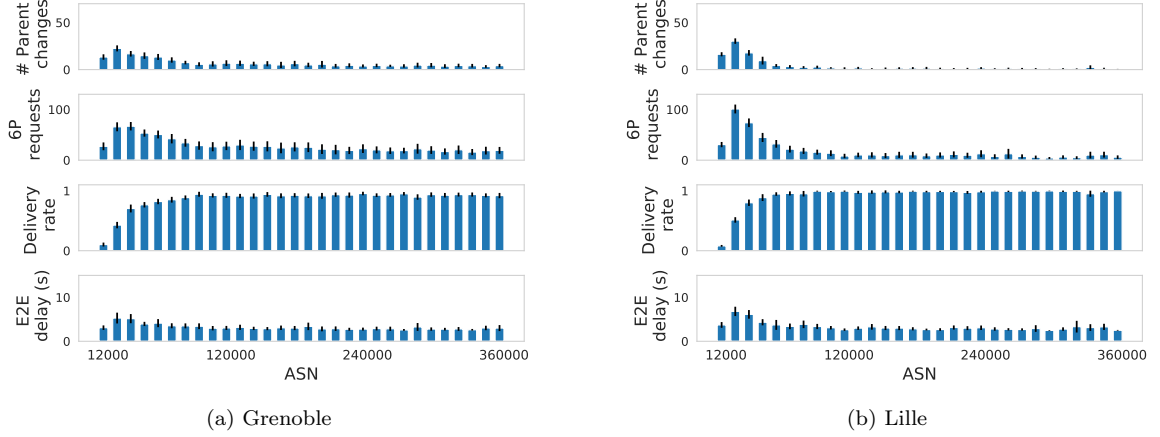 # Parent
changes
50
0
6P
requests
100
0
Delivery
rate
1
0
E2E
delay (s)
10
0
12000 120000 240000 360000
ASN
(a) Grenoble
# Parent
changes
50
0
6P
requests
100
0
Delivery
rate
1
0
E2E
delay (s)
10
0
12000 120000 240000 360000
ASN
(b) Lille